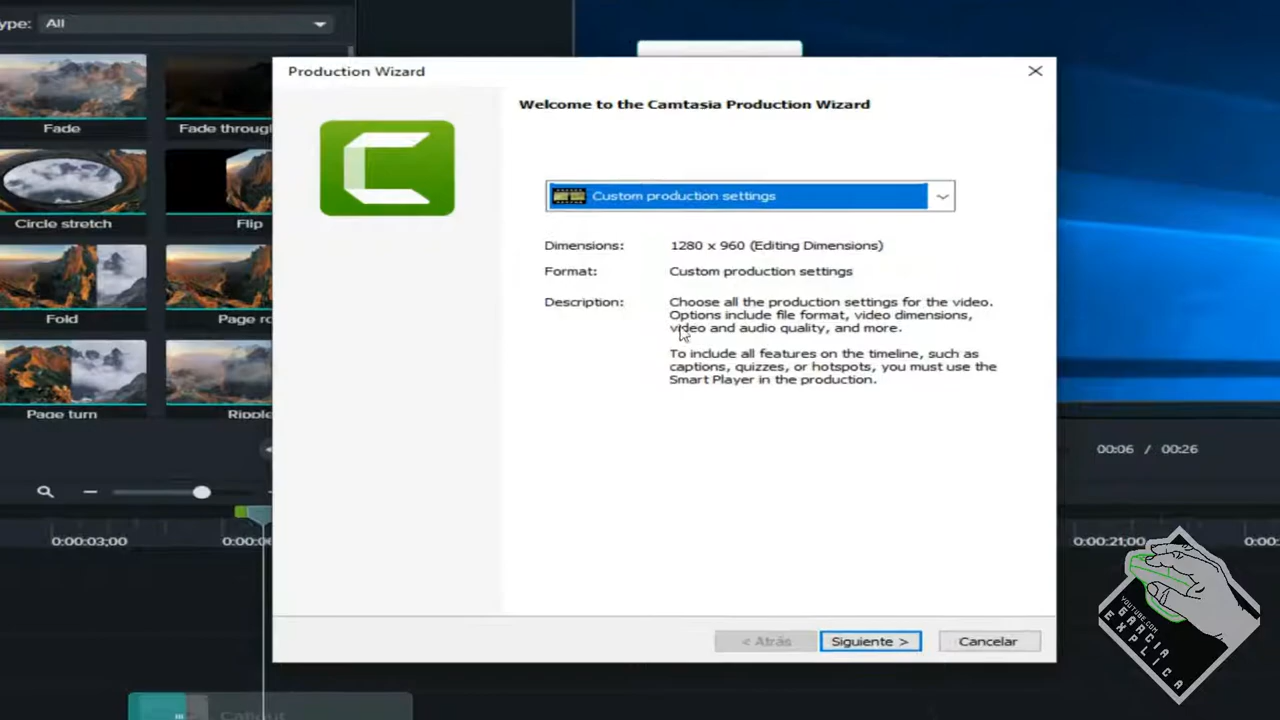 ype: All
Production Wizard
Welcome to the Camtasia Production Wizard
Fade
Fade through
Custom production settings
Circle stretch
Flip
Dimensions: 1280 x 960 (Editing Dimensions)
Format: Custom production settings
Description: Choose all the production settings for the video.
Options include file format, video dimensions,
video and audio quality, and more.
To include all features on the timeline, such as
captions, quizzes, or hotspots, you must use the
Smart Player in the production.
Fold
Page ro
Page turn
Ripple
00:06 / 00:26
0:00:03;00
0:00:0
0:00:21;00
0:00:
< Atrás
Siguiente >
Cancelar
Callout
YOUTUBE.COM
GARCIA
EXPLICA